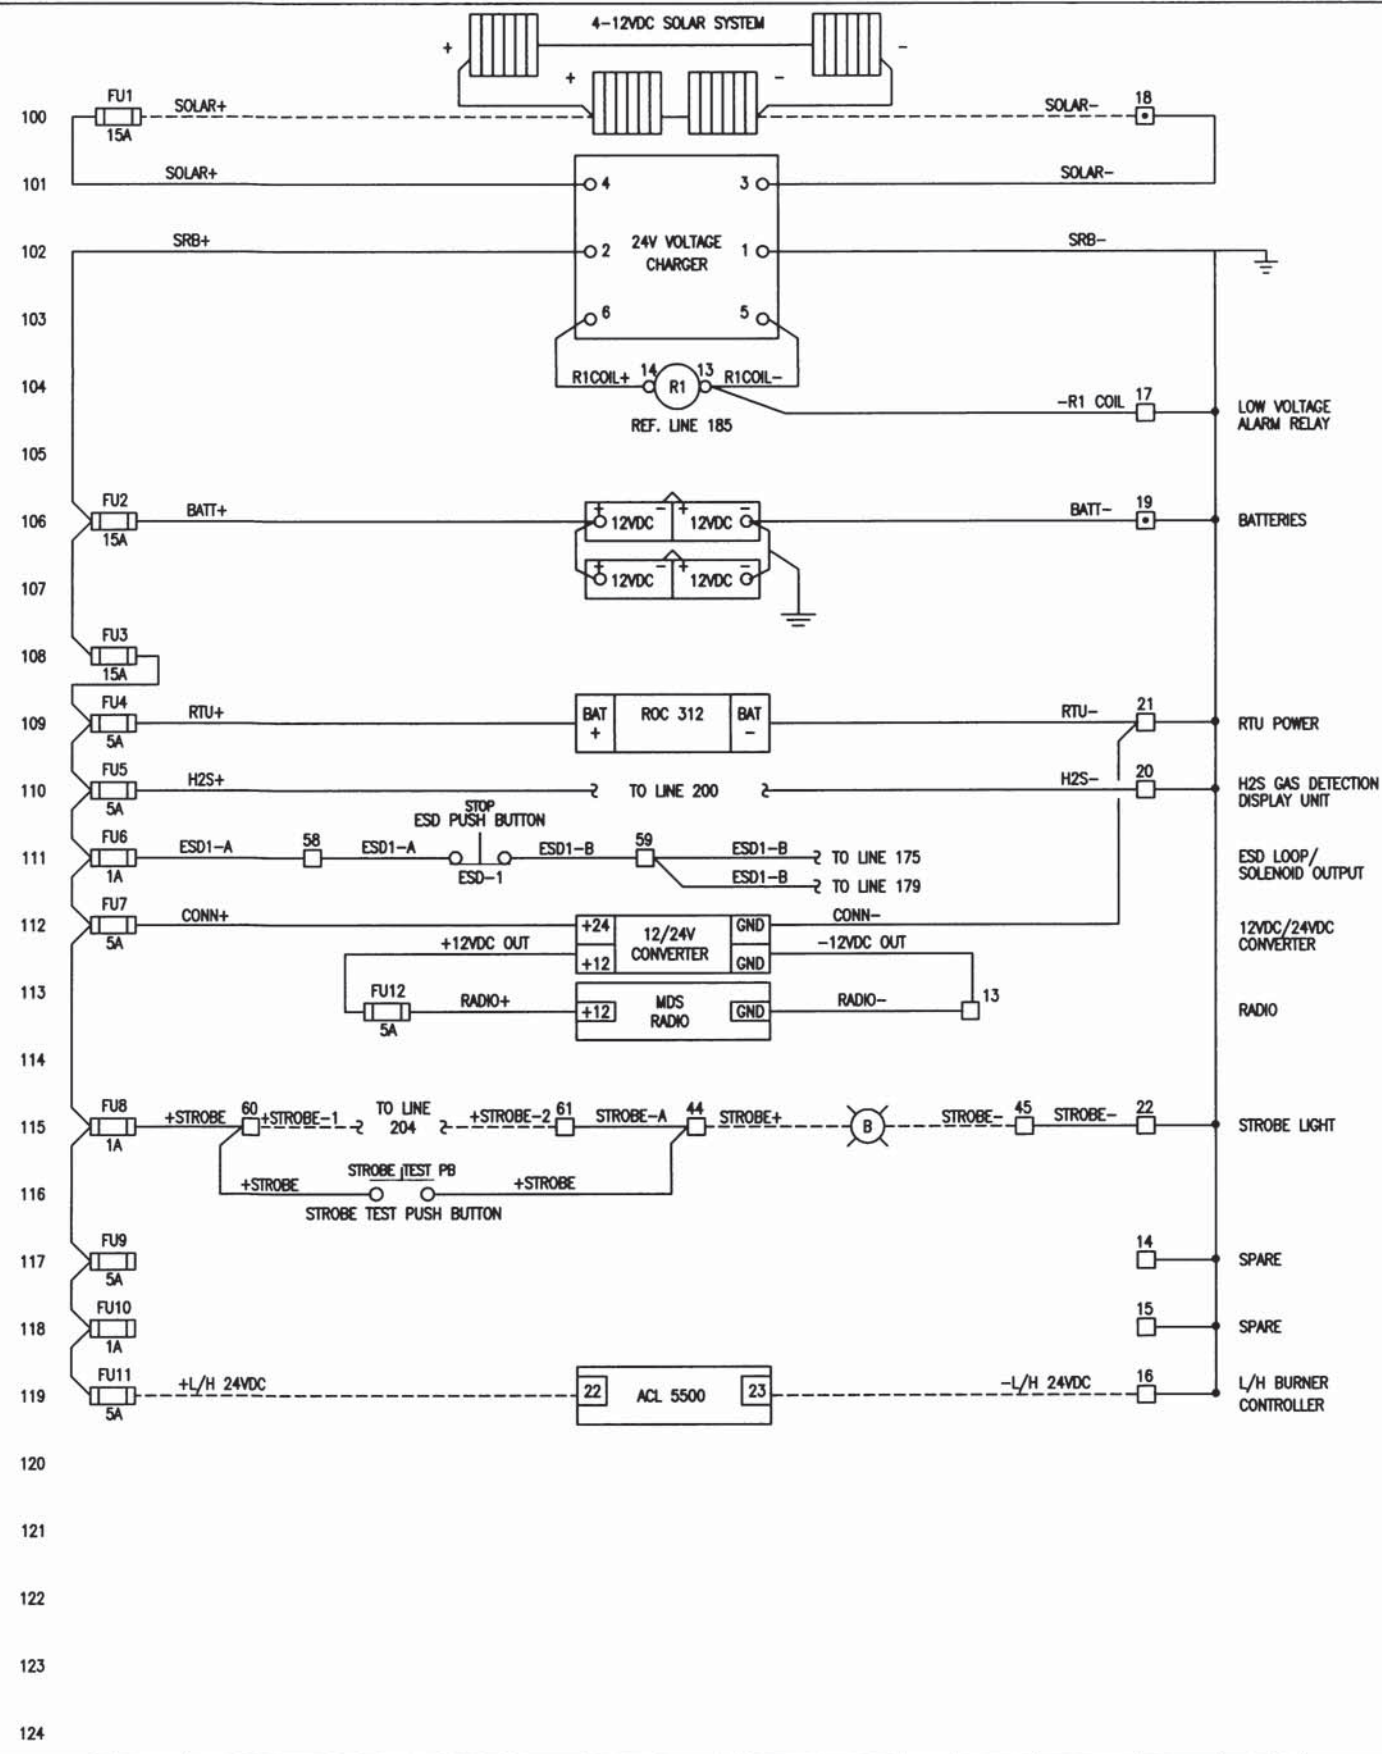 4-12VDC SOLAR SYSTEM
+ -
+ -
100 FU1 15A SOLAR+ SOLAR- 18
101 SOLAR+ 4 3 SOLAR-
102 SRB+ 2 24V VOLTAGE CHARGER 1 SRB-
103 6 5
104 R1COIL+ 14 R1 13 R1COIL- -R1 COIL 17 LOW VOLTAGE
ALARM RELAY
REF. LINE 185
105
106 FU2 15A BATT+ + 12VDC - + 12VDC - BATT- 19 BATTERIES
107 + 12VDC - + 12VDC -
108 FU3 15A
109 FU4 5A RTU+ BAT + ROC 312 BAT - RTU- 21 RTU POWER
110 FU5 5A H2S+ TO LINE 200 H2S- 20 H2S GAS DETECTION
DISPLAY UNIT
STOP
ESD PUSH BUTTON
111 FU6 1A ESD1-A 58 ESD1-A ESD1-B 59 ESD1-B TO LINE 175 ESD LOOP/
SOLENOID OUTPUT
ESD-1 ESD1-B TO LINE 179
112 FU7 5A CONN+ +24 12/24V CONVERTER GND CONN- 12VDC/24VDC
CONVERTER
+12VDC OUT +12 GND -12VDC OUT
113 FU12 5A RADIO+ +12 MDS RADIO GND RADIO- 13 RADIO
114
115 FU8 1A +STROBE 60 +STROBE-1 TO LINE 204 +STROBE-2 61 STROBE-A 44 STROBE+ B STROBE- 45 STROBE- 22 STROBE LIGHT
STROBE TEST PB
116 +STROBE +STROBE
STROBE TEST PUSH BUTTON
117 FU9 5A 14 SPARE
118 FU10 1A 15 SPARE
119 FU11 5A +L/H 24VDC 22 ACL 5500 23 -L/H 24VDC 16 L/H BURNER
CONTROLLER
120
121
122
123
124